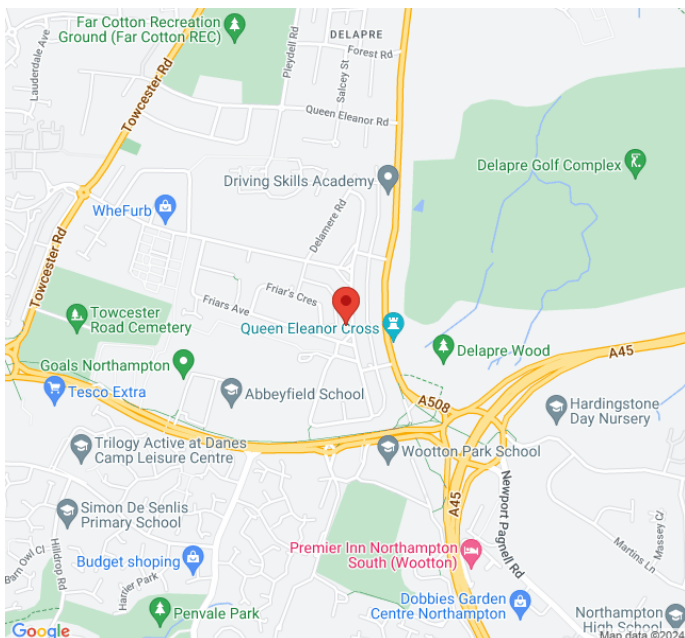 Far Cotton Recreation
Ground (Far Cotton REC)
DELAPRE
Lauderdale Ave
Pleydell Rd
Salcey St
Forest Rd
Towcester Rd
Queen Eleanor Rd
Delapre Golf Complex
Driving Skills Academy
WheFurb
Delamere Rd
Towcester Rd
Friar's Cres
Friars Ave
Towcester
Road Cemetery
Queen Eleanor Cross
Delapre Wood
A45
Goals Northampton
Tesco Extra
Abbeyfield School
A508
Hardingstone
Day Nursery
Trilogy Active at Danes
Camp Leisure Centre
Wootton Park School
Simon De Senlis
Primary School
A45
Newport Pagnell Rd
Massey Cl
Martins Ln
Barn Owl Cl
Hilldrop Rd
Budget shoping
Harrier Park
Premier Inn Northampton
South (Wootton)
Penvale Park
Dobbies Garden
Centre Northampton
Northampton
High School
Google
Map data ©202